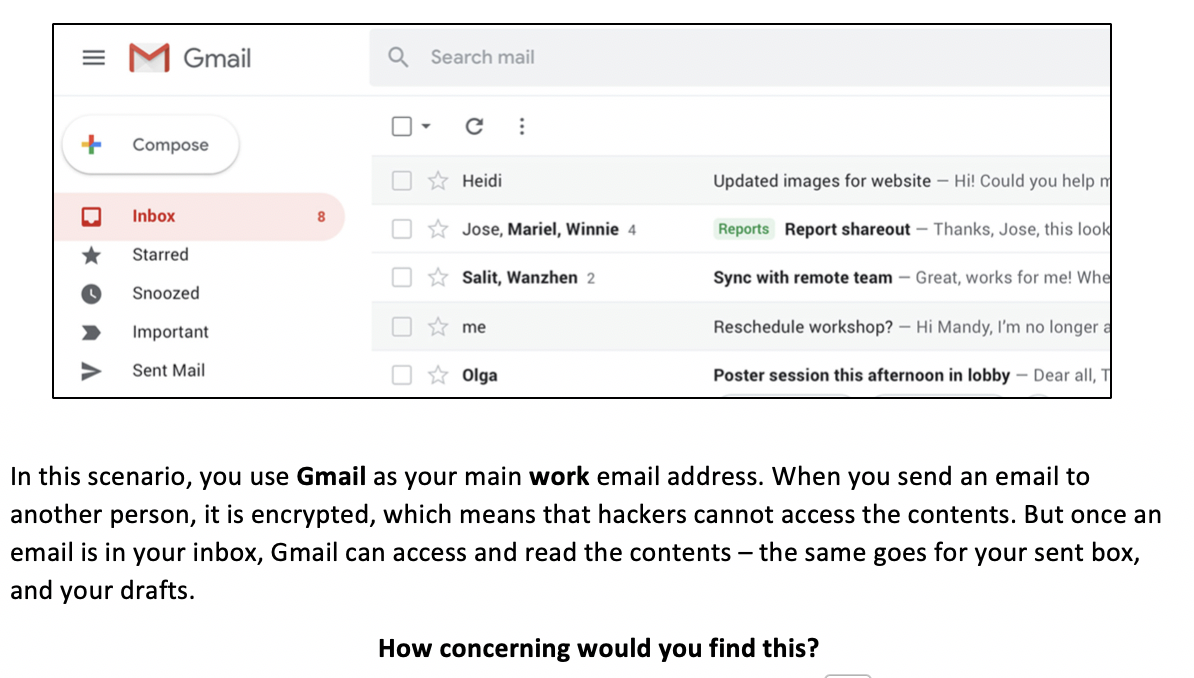 Gmail
Search mail
Compose
Inbox 8
Starred
Snoozed
Important
Sent Mail
Heidi Updated images for website – Hi! Could you help
Jose, Mariel, Winnie 4 Reports Report shareout – Thanks, Jose, this look
Salit, Wanzhen 2 Sync with remote team – Great, works for me! Whe
me Reschedule workshop? – Hi Mandy, I'm no longer
Olga Poster session this afternoon in lobby – Dear all,
In this scenario, you use Gmail as your main work email address. When you send an email to
another person, it is encrypted, which means that hackers cannot access the contents. But once an
email is in your inbox, Gmail can access and read the contents – the same goes for your sent box,
and your drafts.
How concerning would you find this?